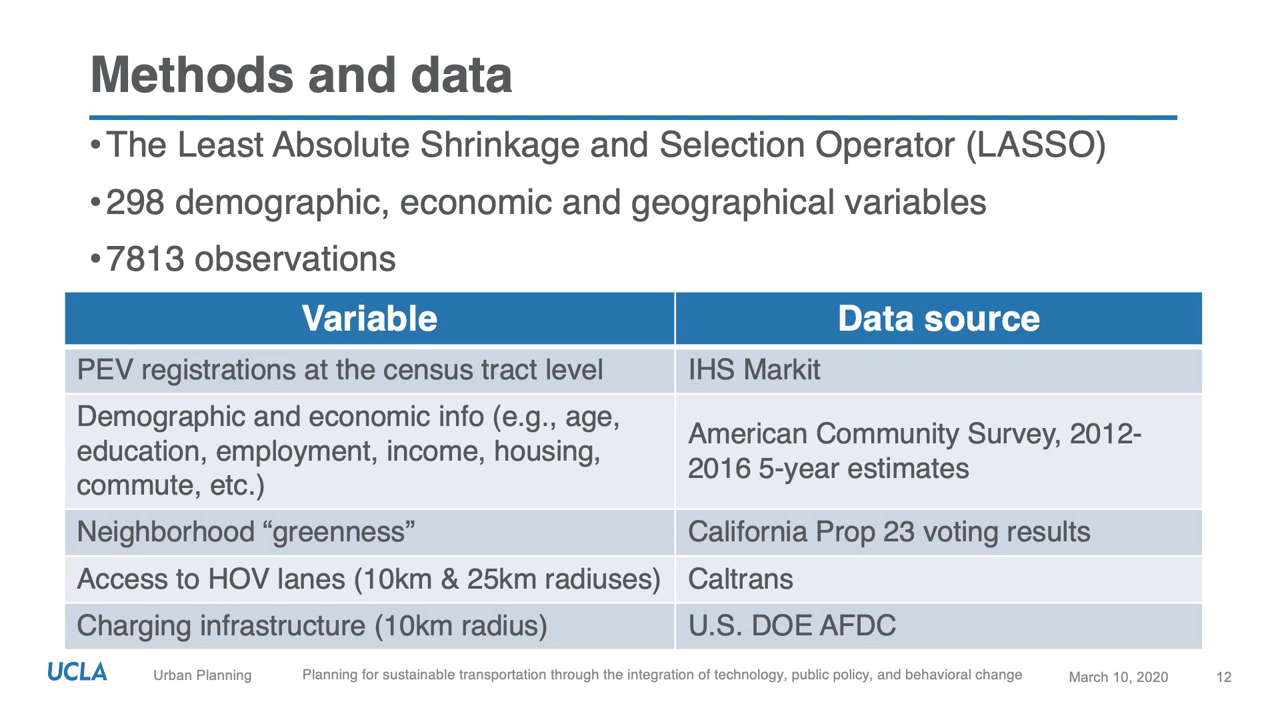 Methods and data
•The Least Absolute Shrinkage and Selection Operator (LASSO)
•298 demographic, economic and geographical variables
•7813 observations
Variable
Data source
PEV registrations at the census tract level
IHS Markit
Demographic and economic info (e.g., age,
education, employment, income, housing,
commute, etc.)
American Community Survey, 2012-
2016 5-year estimates
Neighborhood “greenness”
California Prop 23 voting results
Access to HOV lanes (10km & 25km radiuses)
Caltrans
Charging infrastructure (10km radius)
U.S. DOE AFDC
UCLA
Urban Planning
Planning for sustainable transportation through the integration of technology, public policy, and behavioral change
March 10, 2020
12